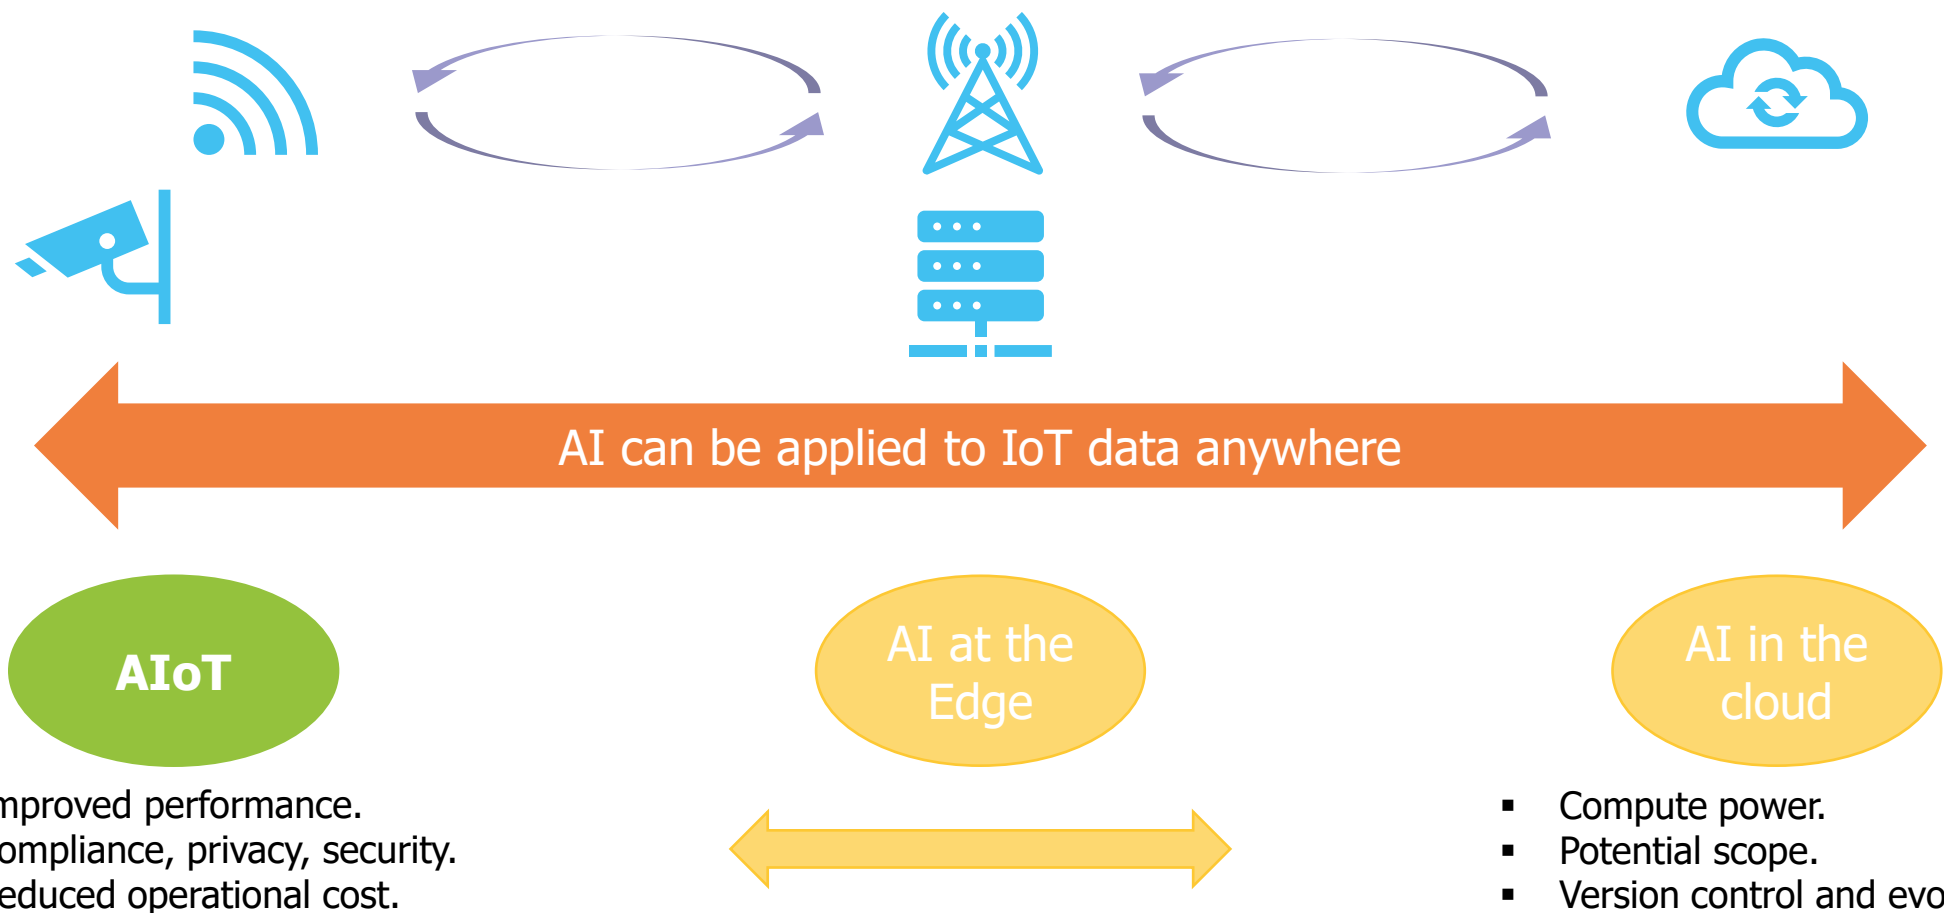 AI can be applied to IoT data anywhere
AIoT
AI at the
Edge
AI in the
cloud
mproved performance.
ompliance, privacy, security.
educed operational cost.
▪ Compute power.
▪ Potential scope.
▪ Version control and evo